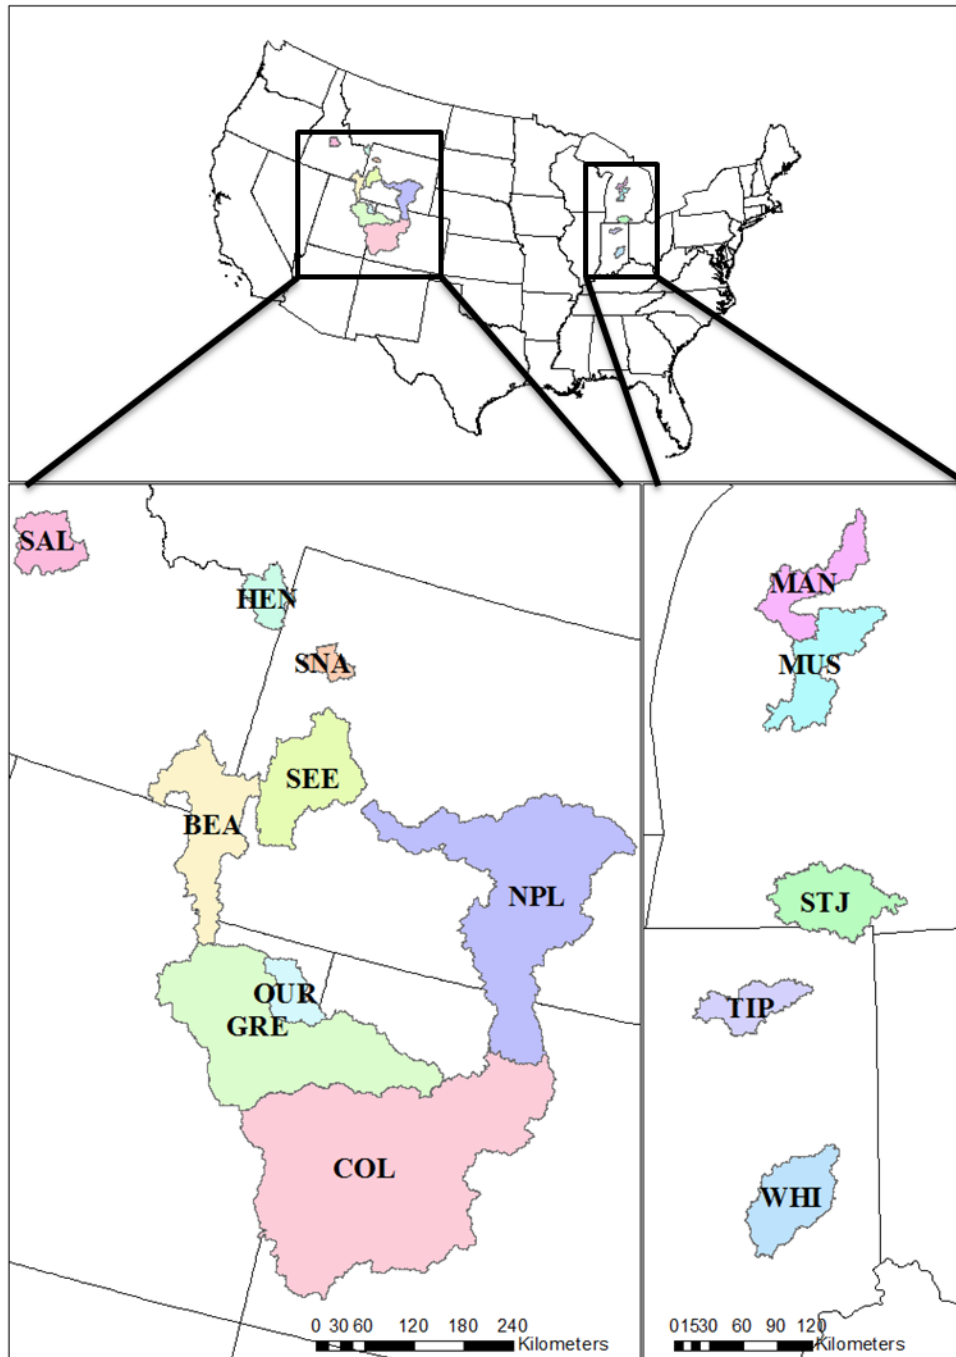 SAL
HEN
SNA
SEE
BEA
NPL
OUR
GRE
COL
0 30 60 120 180 240
Kilometers
MAN
MUS
STJ
TIP
WHI
0 15 30 60 90 120
Kilometers